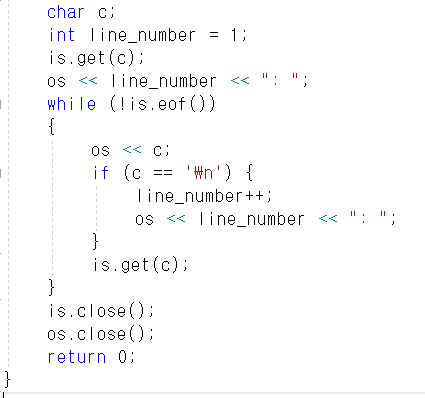 char c;
int line_number = 1;
is.get(c);
os << line_number << ": ";
while (!is.eof())
{
os << c;
if (c == '₩n') {
line_number++;
os << line_number << ": ";
}
is.get(c);
}
is.close();
os.close();
return 0;
}